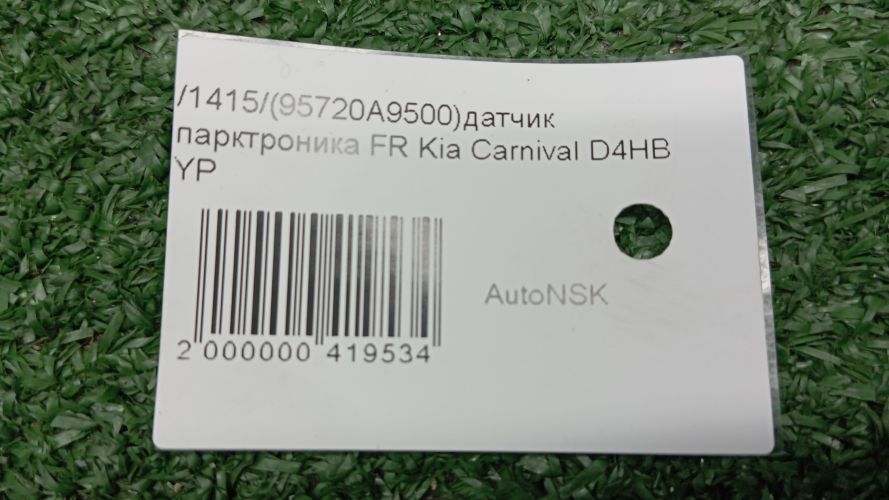 /1415/(95720A9500)датчик
парктроника FR Kia Carnival D4HB
YP
AutoNSK
2 000000 419534